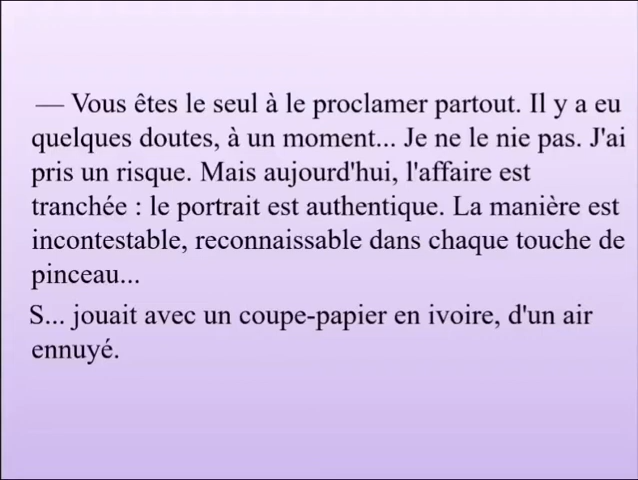 — Vous êtes le seul à le proclamer partout. Il y a eu
quelques doutes, à un moment... Je ne le nie pas. J'ai
pris un risque. Mais aujourd'hui, l'affaire est
tranchée : le portrait est authentique. La manière est
incontestable, reconnaissable dans chaque touche de
pinceau...
S... jouait avec un coupe-papier en ivoire, d'un air
ennuyé.